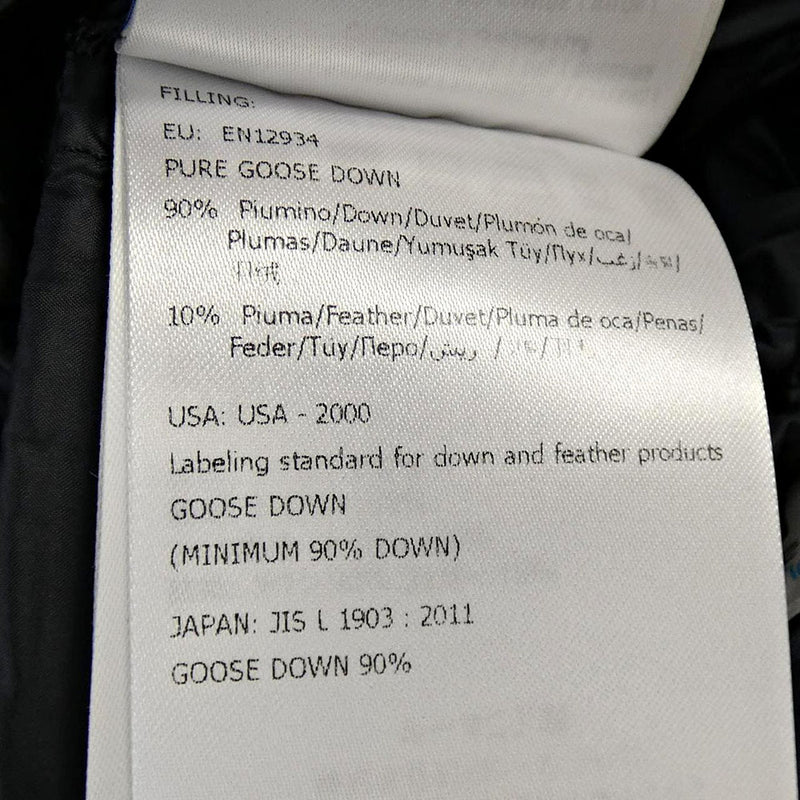 FILLING:
EU: EN12934
PURE GOOSE DOWN
90% Piumino/Down/Duvet/Plumón de oca/
Plumas/Daune/Yumuşak Tüy/Пух/زغب/
10% Piuma/Feather/Duvet/Pluma de oca/Penas/
Feder/Tüy/Перо/ريش/
USA: USA - 2000
Labeling standard for down and feather products
GOOSE DOWN
(MINIMUM 90% DOWN)
JAPAN: JIS L 1903 : 2011
GOOSE DOWN 90%